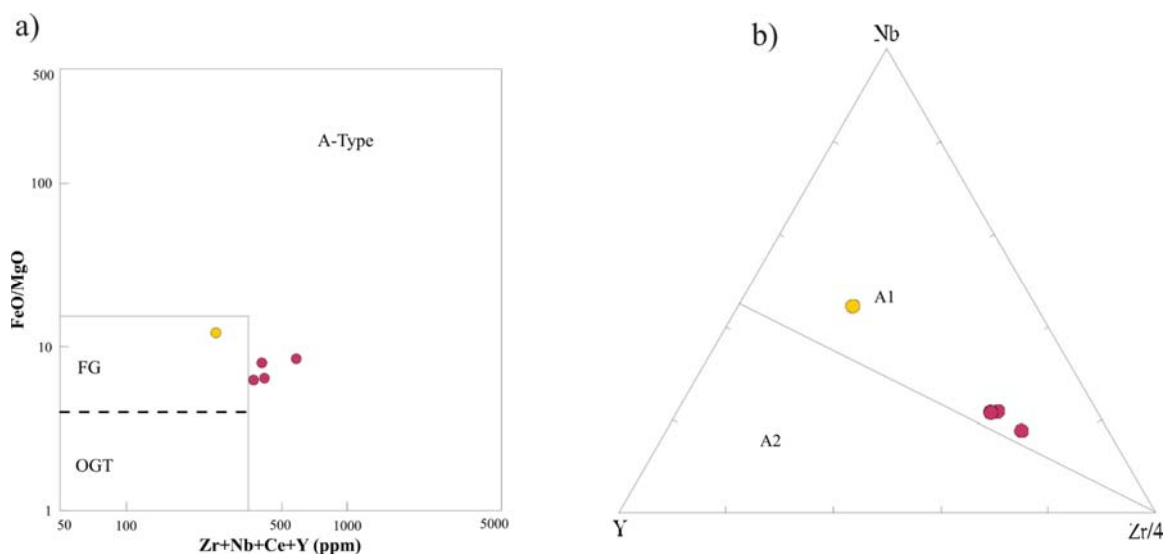 a)
500
A-Type
100
FeO/MgO
10
FG
OGT
1
50 100 500 1000 5000
Zr+Nb+Ce+Y (ppm)
b)
Nb
A1
A2
Y
Zr/4